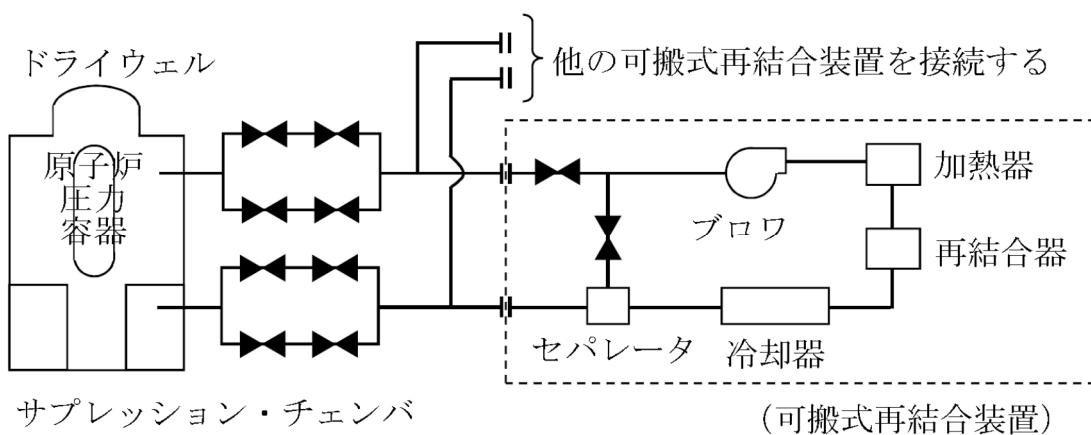 ドライウェル
他の可搬式再結合装置を接続する
原子炉
圧力
容器
加熱器
ブロワ
再結合器
セパレータ
冷却器
サプレッション・チェンバ
(可搬式再結合装置)